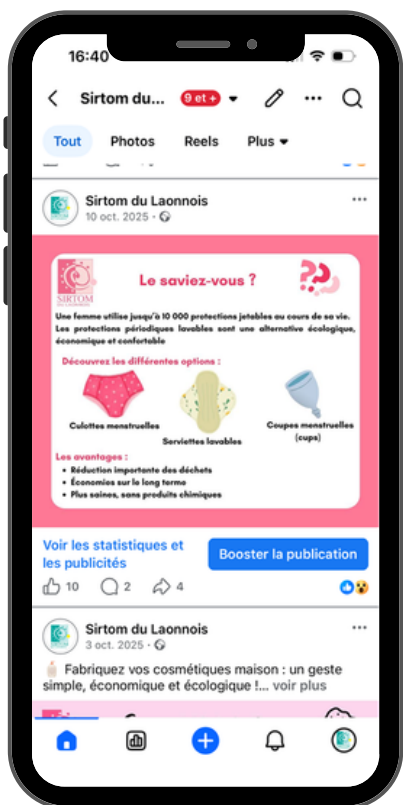 16:40
Sirtom du... 9 et +
Tout Photos Reels Plus
Sirtom du Laonnois
10 oct. 2025 ·
SIRTOM
Le saviez-vous ?
???
Une femme utilise jusqu'à 10 000 protections jetables au cours de sa vie.
Les protections périodiques lavables sont une alternative écologique,
économique et confortable
Découvrez les différentes options :
Culottes menstruelles
Serviettes lavables
Coupes menstruelles
(cups)
Les avantages :
• Réduction importante des déchets
• Économies sur le long terme
• Plus saines, sans produits chimiques
Voir les statistiques et
les publicités
Booster la publication
10 2 4
Sirtom du Laonnois
3 oct. 2025 ·
Fabriquez vos cosmétiques maison : un geste
simple, économique et écologique !... voir plus